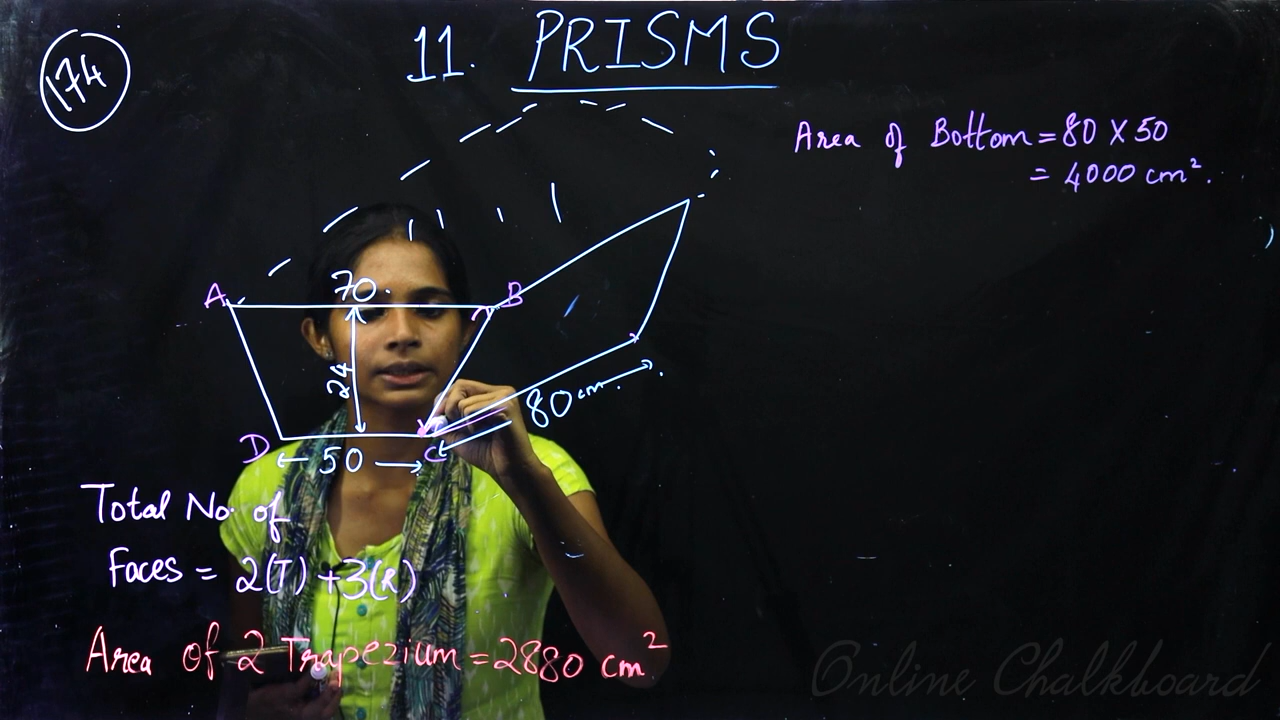 174
11. PRISMS
Area of Bottom = 80 X 50
= 4000 cm².
A 70. B
24
80 cm.
D 50 C
Total No. of
Faces = 2(T) + 3(R)
Area of 2 Trapezium = 2880 cm²
Online Chalkboard